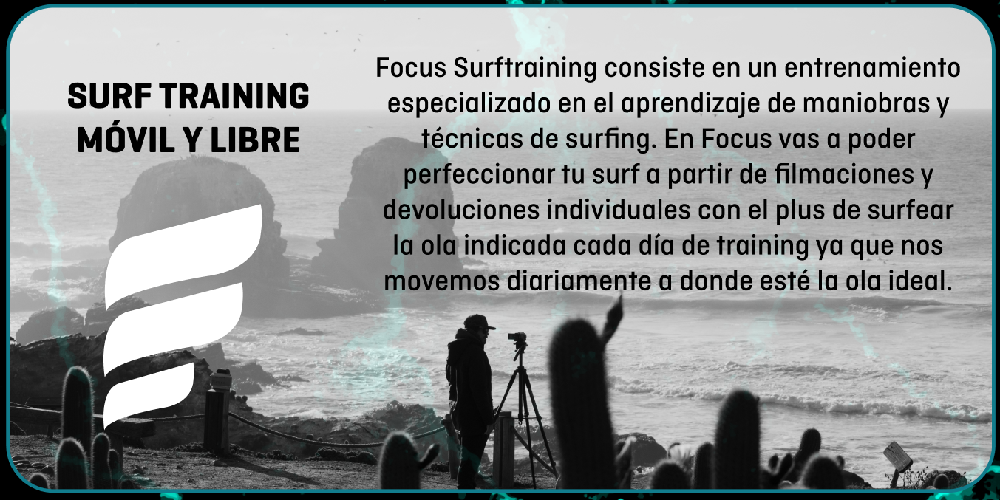 SURF TRAINING
MÓVIL Y LIBRE
Focus Surftraining consiste en un entrenamiento
especializado en el aprendizaje de maniobras y
técnicas de surfing. En Focus vas a poder
perfeccionar tu surf a partir de filmaciones y
devoluciones individuales con el plus de surfear
la ola indicada cada día de training ya que nos
movemos diariamente a donde esté la ola ideal.